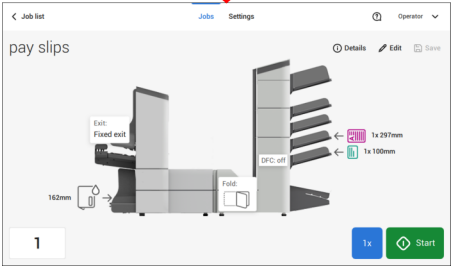 Job list
Jobs
Settings
Operator
pay slips
Details
Edit
Save
Exit:
Fixed exit
1x 297mm
DFC: off
1x 100mm
Fold:
162mm
1
1x
Start